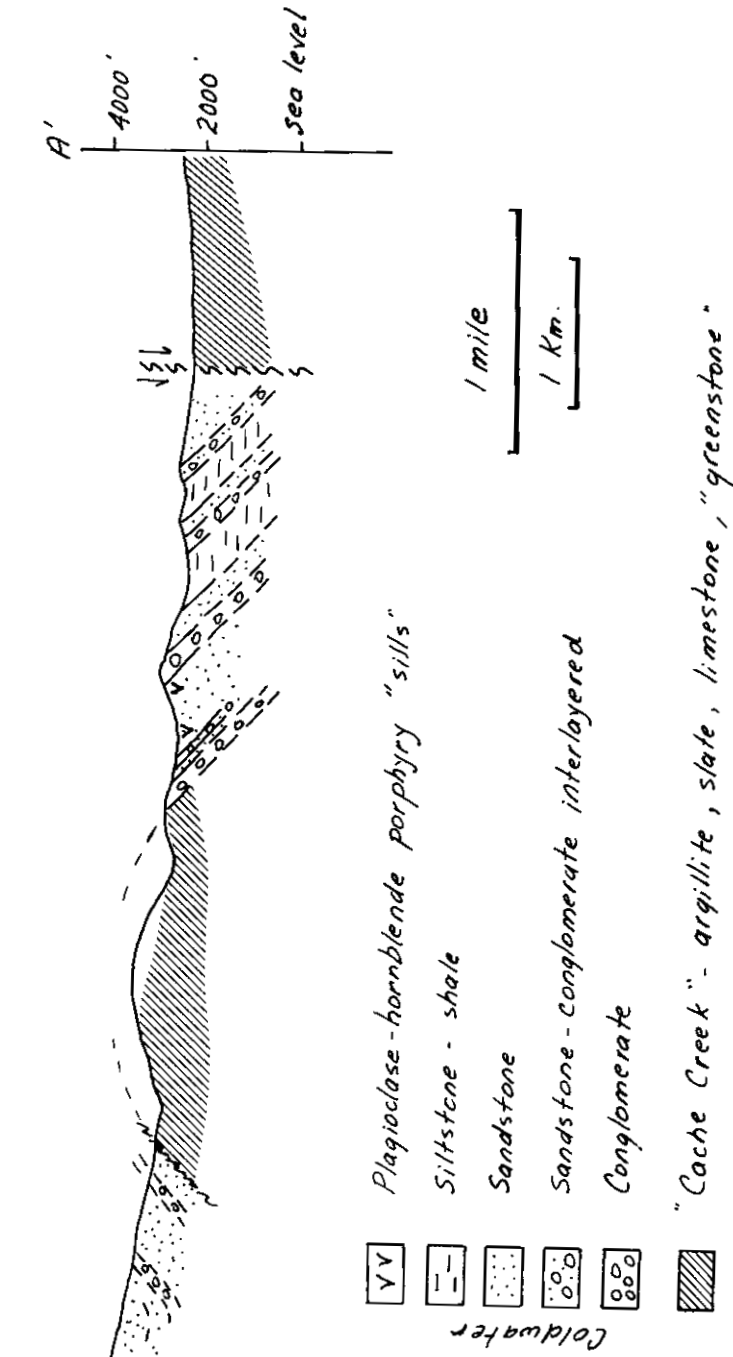 A'
4000'
2000'
Sea level
1 mile
1 Km.
Coldwater
Plagioclase-hornblende porphyry "sills"
Siltstone - shale
Sandstone
Sandstone-conglomerate interlayered
Conglomerate
"Cache Creek" - argillite, slate, limestone, "greenstone"